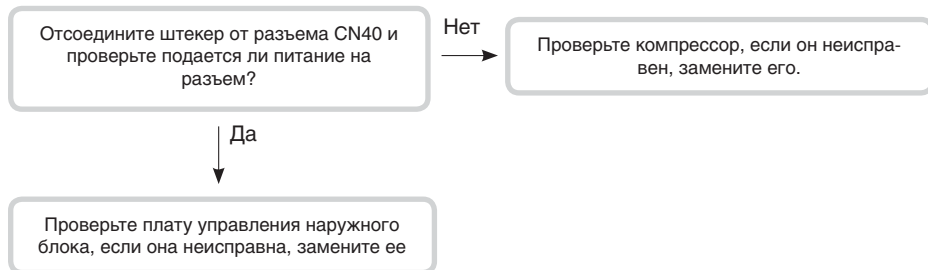 Отсоедините штекер от разъема CN40 и
проверьте подается ли питание на
разъем?
Нет
Проверьте компрессор, если он неиспра-
вен, замените его.
Да
Проверьте плату управления наружного
блока, если она неисправна, замените ее